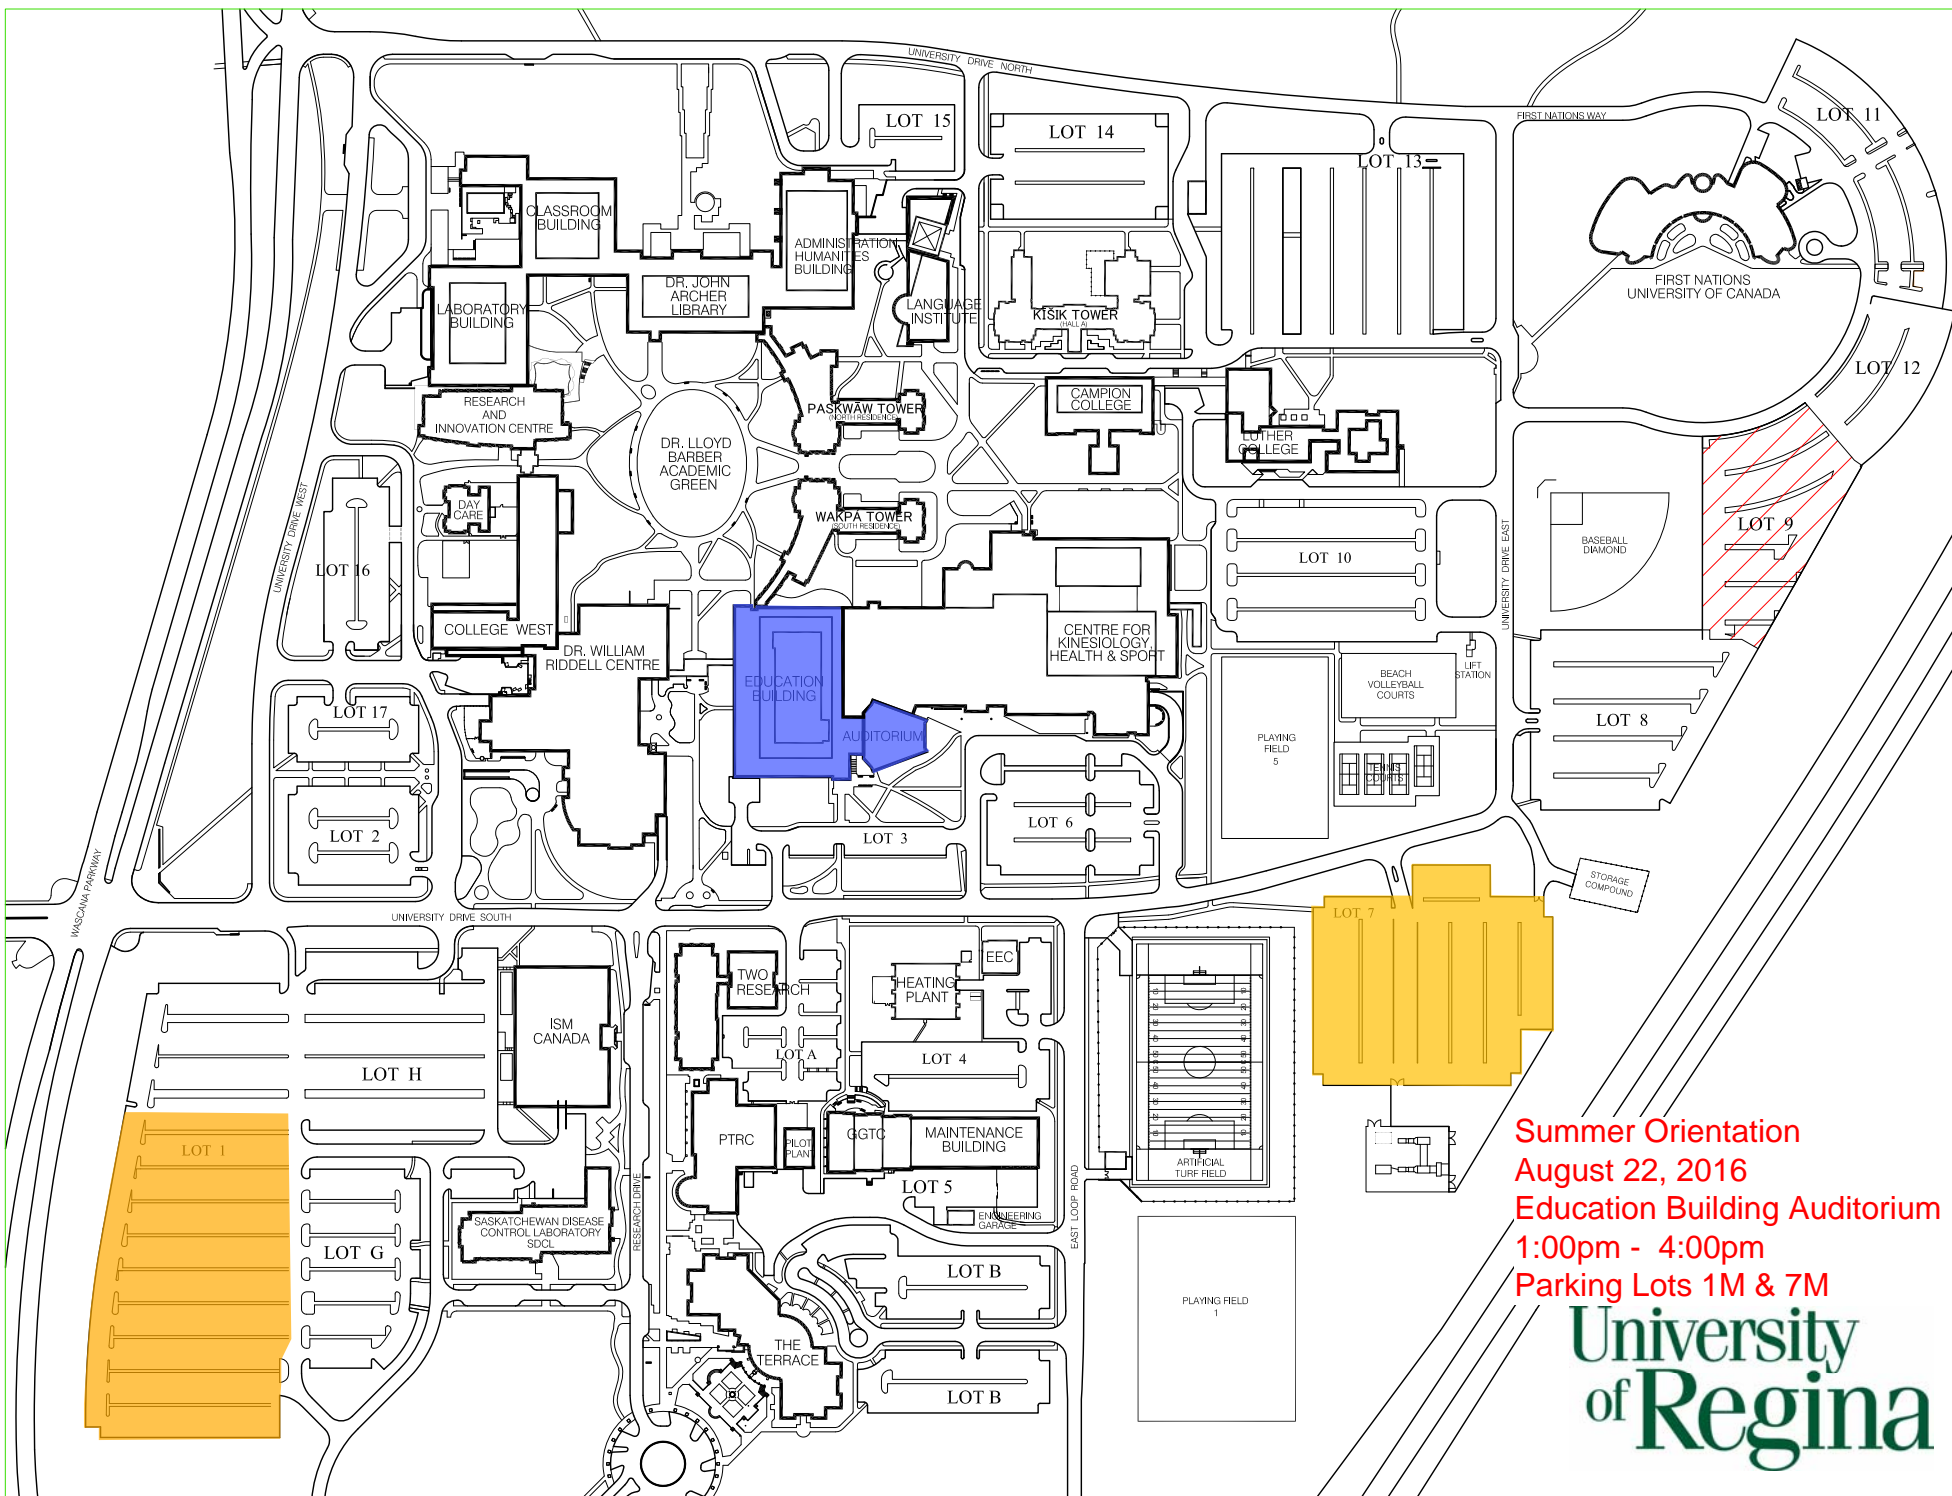 UNIVERSITY DRIVE NORTH
FIRST NATIONS WAY
LOT 11
LOT 15
LOT 14
LOT 13
CLASSROOM
BUILDING
ADMINISTRATION
HUMANITIES
BUILDING
DR. JOHN
ARCHER
LIBRARY
LABORATORY
BUILDING
LANGUAGE
INSTITUTE
KĪSIK TOWER
(HALL A)
FIRST NATIONS
UNIVERSITY OF CANADA
LOT 12
RESEARCH
AND
INNOVATION CENTRE
PASKWĀW TOWER
(NORTH RESIDENCE)
CAMPION
COLLEGE
LUTHER
COLLEGE
DR. LLOYD
BARBER
ACADEMIC
GREEN
DAY
CARE
WAKPÁ TOWER
(SOUTH RESIDENCE)
UNIVERSITY DRIVE WEST
LOT 16
LOT 10
UNIVERSITY DRIVE EAST
BASEBALL
DIAMOND
LOT 9
COLLEGE WEST
DR. WILLIAM
RIDDELL CENTRE
EDUCATION
BUILDING
AUDITORIUM
CENTRE FOR
KINESIOLOGY,
HEALTH & SPORT
BEACH
VOLLEYBALL
COURTS
LIFT
STATION
LOT 17
LOT 8
PLAYING
FIELD
5
TENNIS
COURTS
LOT 2
LOT 3
LOT 6
WASCANA PARKWAY
UNIVERSITY DRIVE SOUTH
STORAGE
COMPOUND
LOT 7
TWO
RESEARCH
HEATING
PLANT
EEC
ISM
CANADA
LOT A
LOT 4
LOT H
LOT 1
PTRC
PILOT
PLANT
GGTC
MAINTENANCE
BUILDING
ARTIFICIAL
TURF FIELD
LOT 5
ENGINEERING
GARAGE
EAST LOOP ROAD
RESEARCH DRIVE
SASKATCHEWAN DISEASE
CONTROL LABORATORY
SDCL
LOT G
LOT B
THE
TERRACE
LOT B
PLAYING FIELD
1
Summer Orientation
August 22, 2016
Education Building Auditorium
1:00pm - 4:00pm
Parking Lots 1M & 7M
University
of Regina